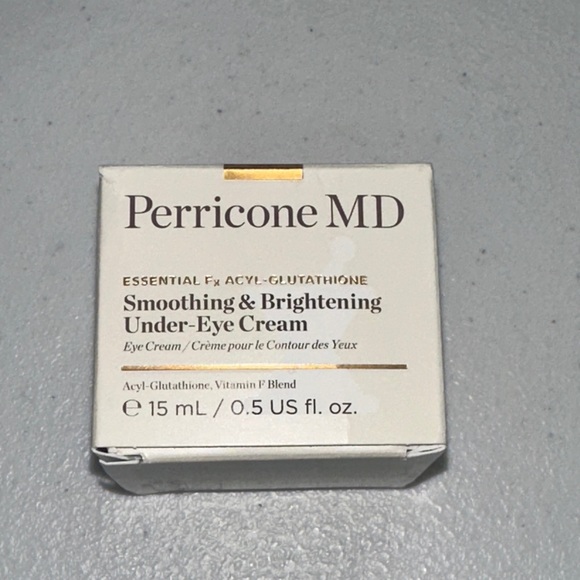 Perricone MD
ESSENTIAL Fx ACYL-GLUTATHIONE
Smoothing & Brightening
Under-Eye Cream
Eye Cream / Crème pour le Contour des Yeux
Acyl-Glutathione, Vitamin F Blend
℮ 15 mL / 0.5 US fl. oz.